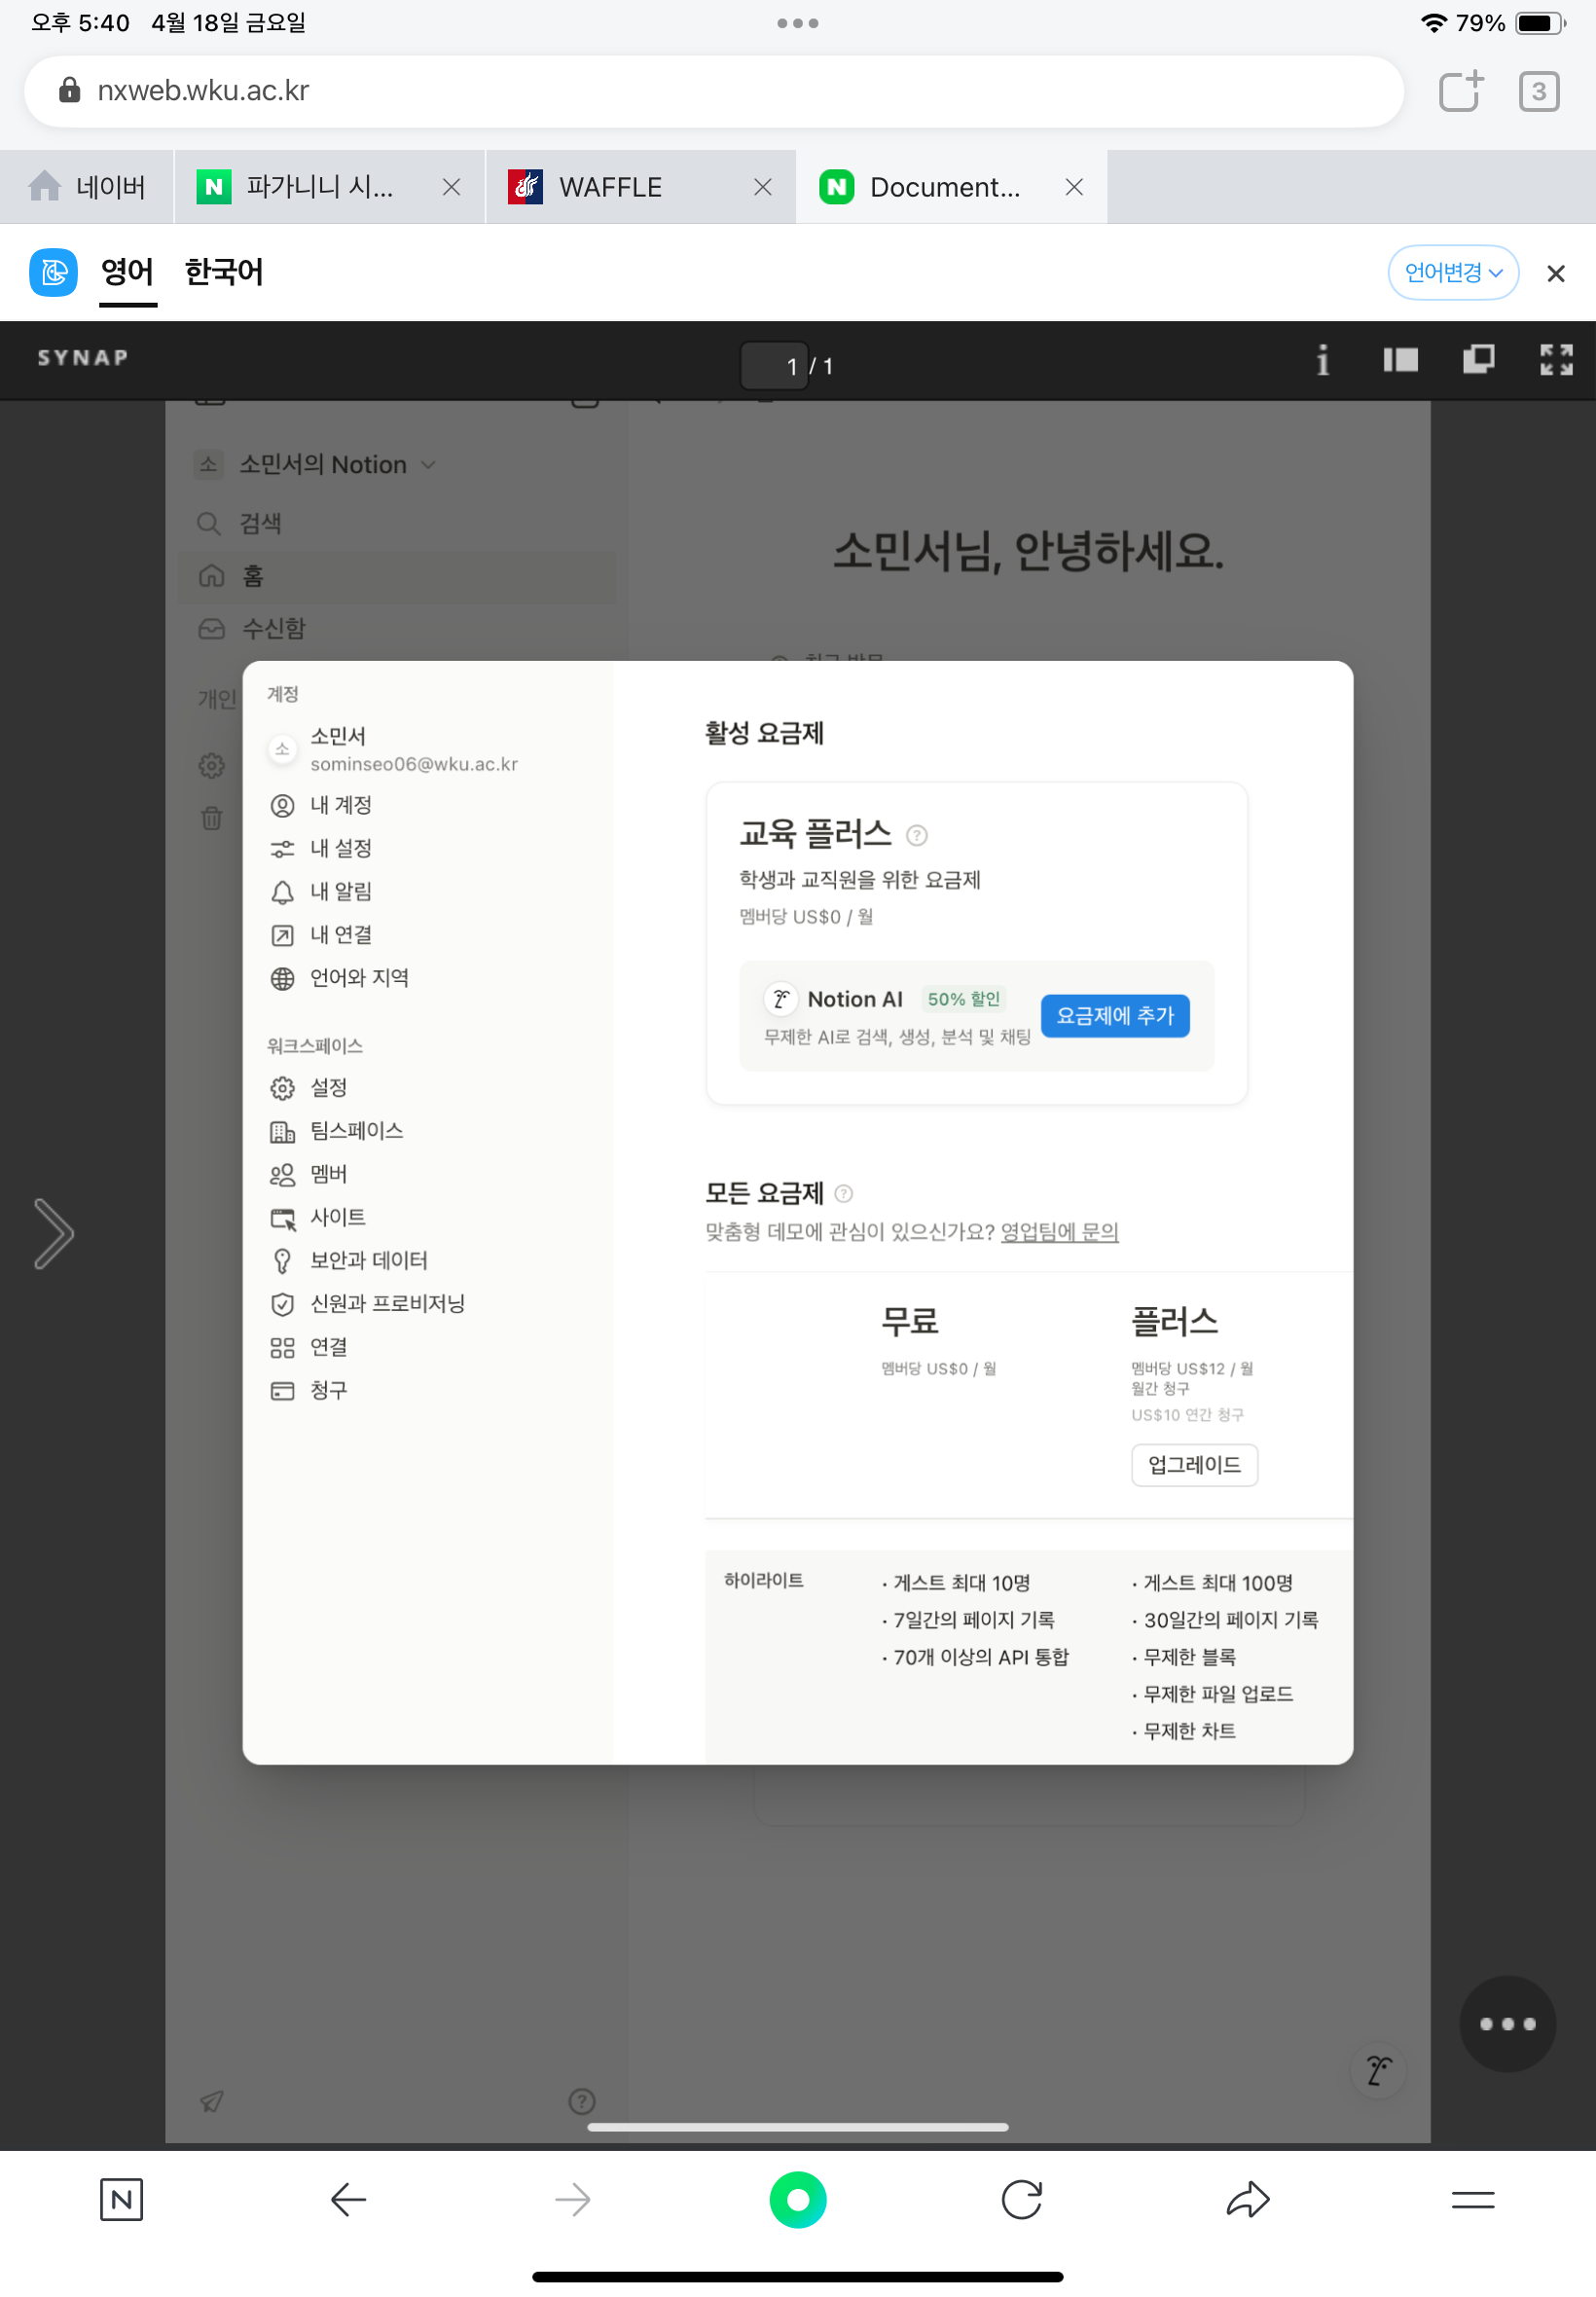 오후 5:40 4월 18일 금요일
79%
nxweb.wku.ac.kr
3
네이버
파가니니 시...
WAFFLE
Document...
영어 한국어
언어변경
SYNAP
1 / 1
소 소민서의 Notion
검색
홈
수신함
개인
소민서님, 안녕하세요.
계정
소
소민서
sominseo06@wku.ac.kr
내 계정
내 설정
내 알림
내 연결
언어와 지역
워크스페이스
설정
팀스페이스
멤버
사이트
보안과 데이터
신원과 프로비저닝
연결
청구
활성 요금제
교육 플러스
학생과 교직원을 위한 요금제
멤버당 US$0 / 월
Notion AI 50% 할인
무제한 AI로 검색, 생성, 분석 및 채팅
요금제에 추가
모든 요금제
맞춤형 데모에 관심이 있으신가요? 영업팀에 문의
무료
멤버당 US$0 / 월
플러스
멤버당 US$12 / 월
월간 청구
US$10 연간 청구
업그레이드
하이라이트
· 게스트 최대 10명
· 7일간의 페이지 기록
· 70개 이상의 API 통합
· 게스트 최대 100명
· 30일간의 페이지 기록
· 무제한 블록
· 무제한 파일 업로드
· 무제한 차트